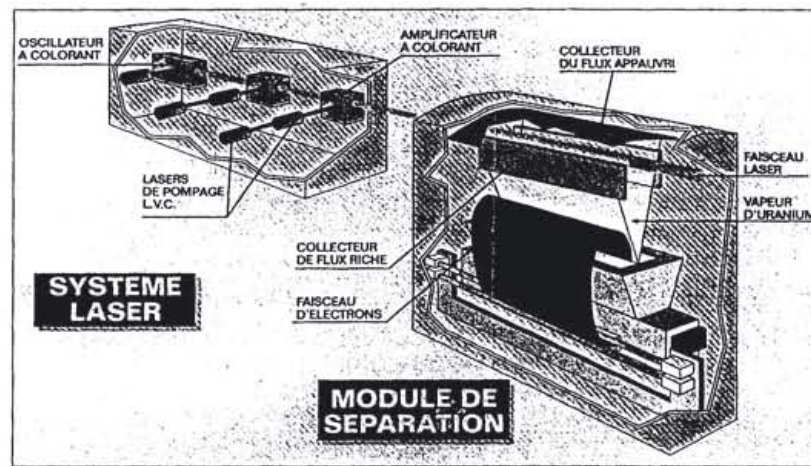 OSCILLATEUR
A COLORANT
AMPLIFICATEUR
A COLORANT
COLLECTEUR
DU FLUX APPAUVRI
LASERS
DE POMPAGE
L.V.C.
FAISCEAU
LASER
VAPEUR
D'URANIUM
COLLECTEUR
DE FLUX RICHE
SYSTEME
LASER
FAISCEAU
D'ELECTRONS
MODULE DE
SEPARATION